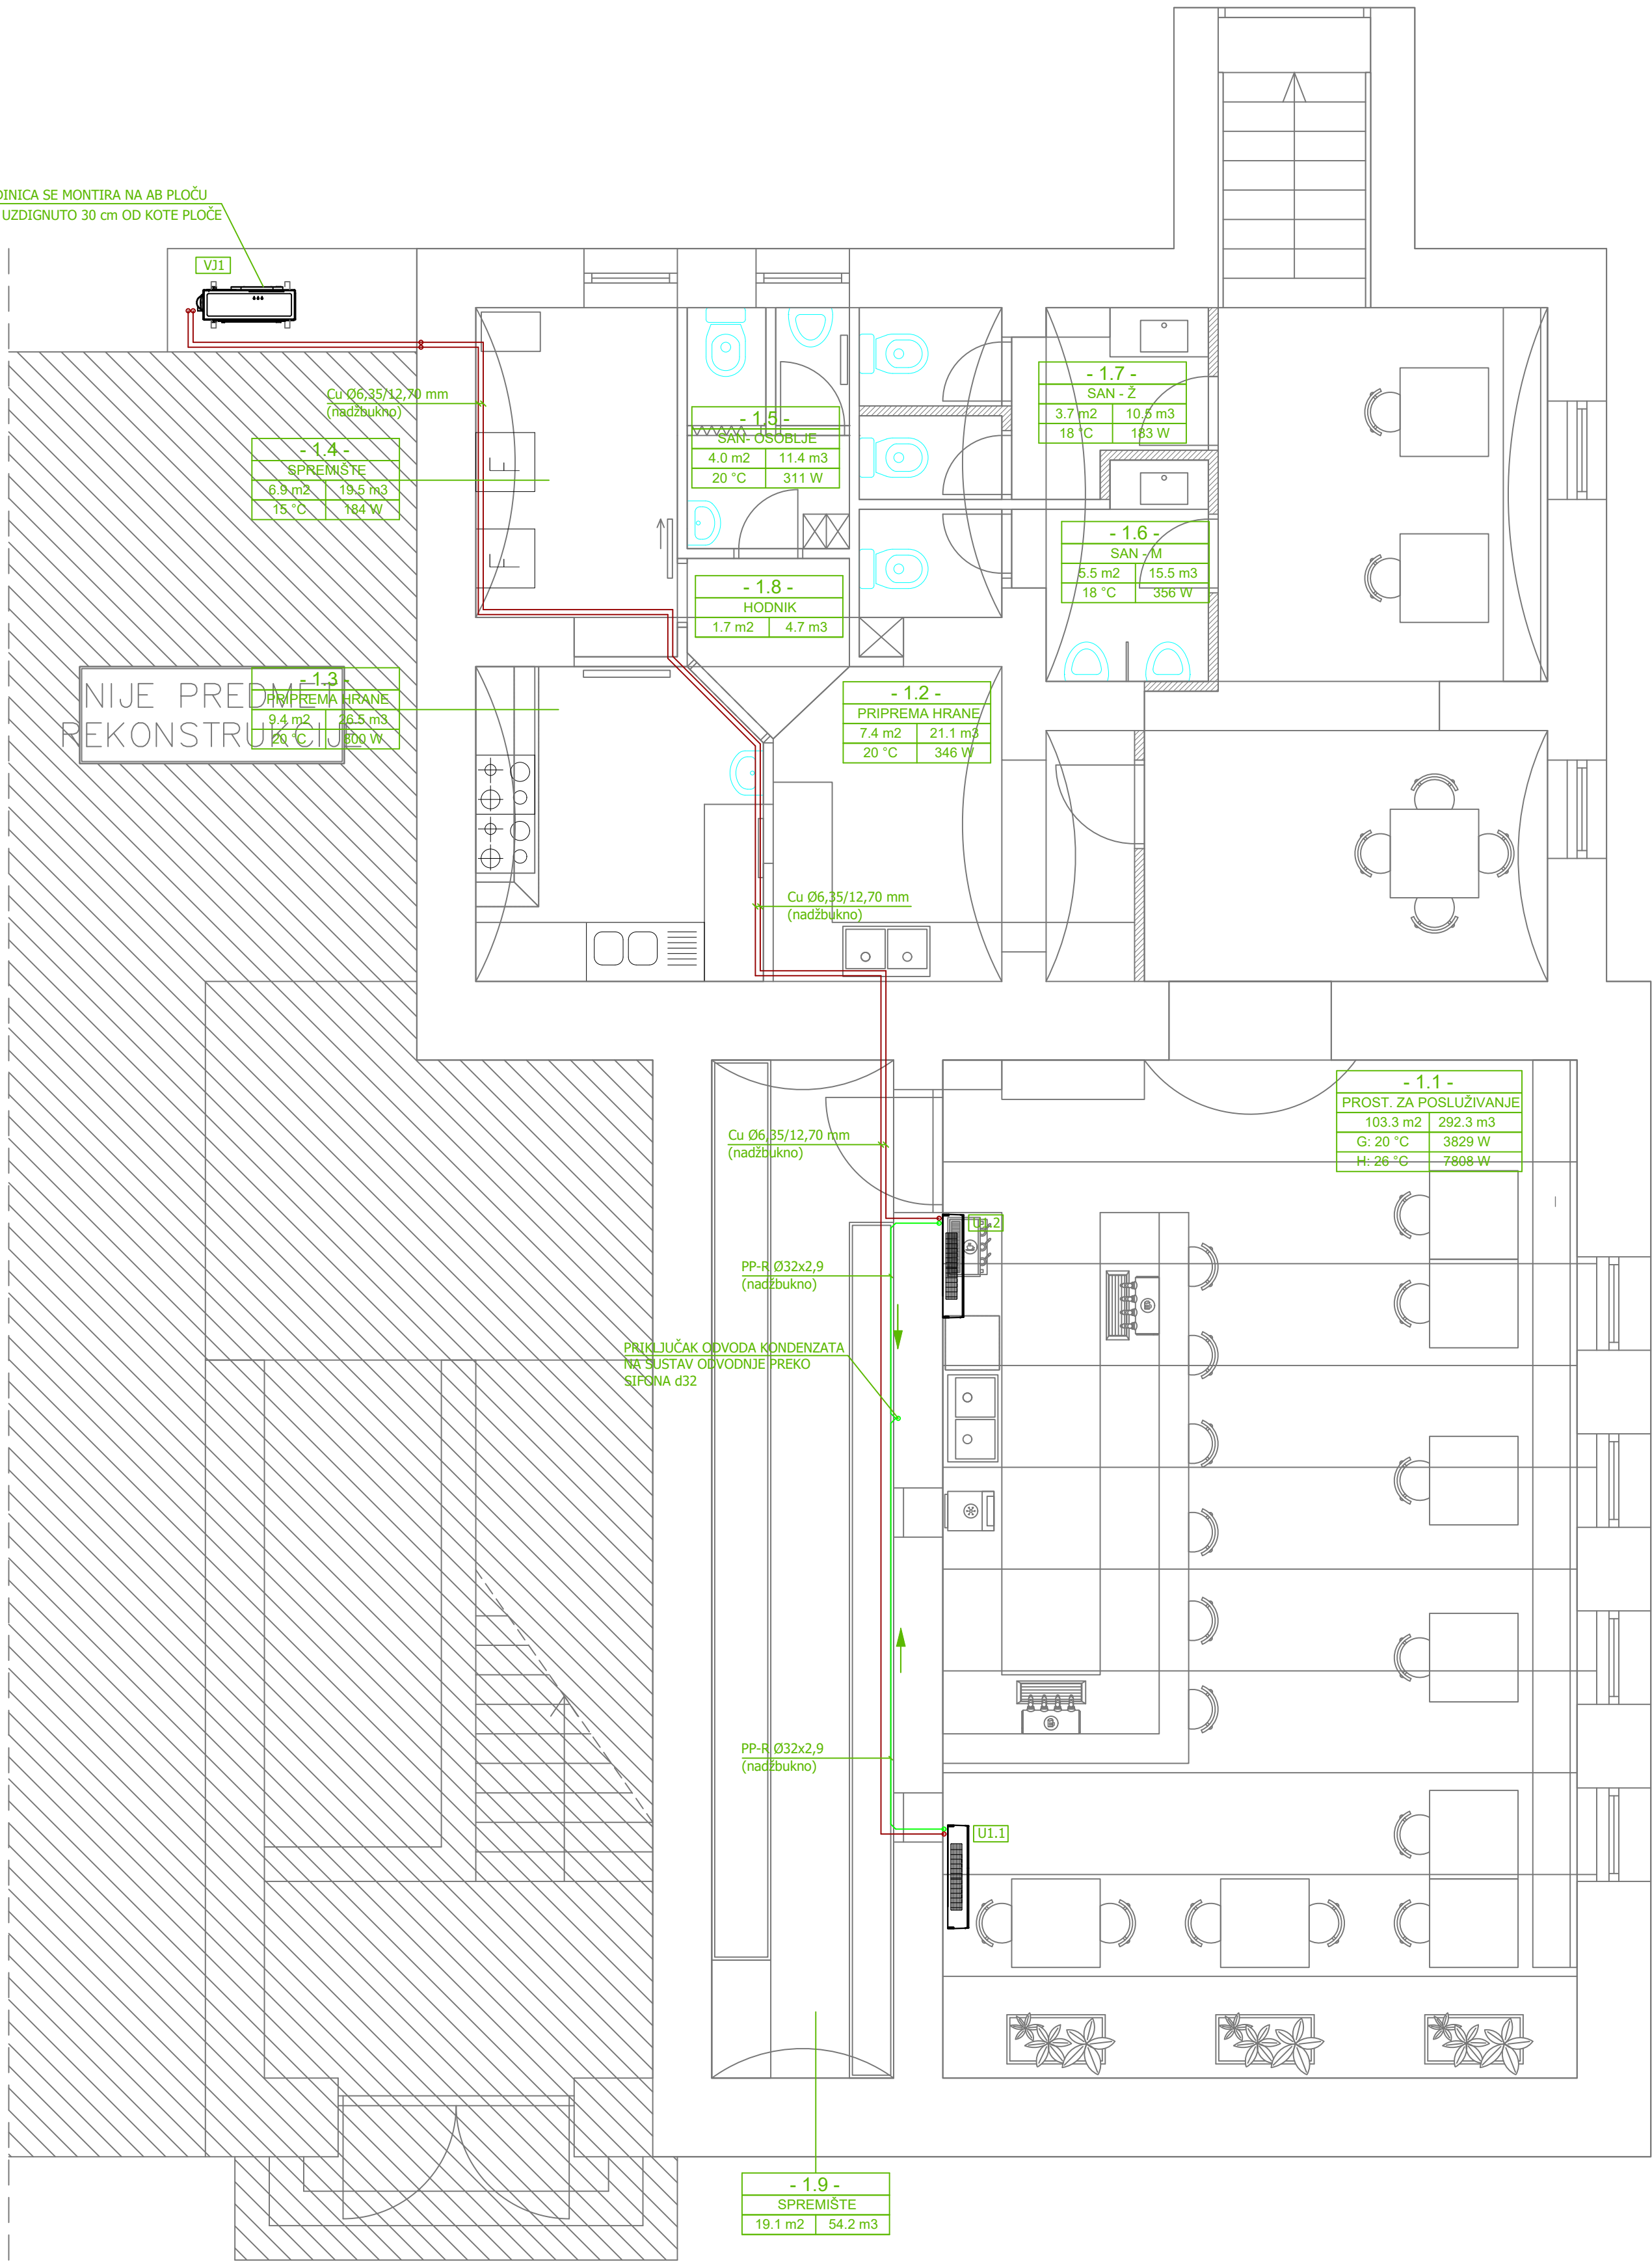 DINICA SE MONTIRA NA AB PLOČU
UZDIGNUTO 30 cm OD KOTE PLOČE
VJ1
Cu Ø6,35/12,70 mm
(nadžbukno)
- 1.4 -
SPREMIŠTE
6.9 m2 19.5 m3
15 °C 184 W
- 1.5 -
SAN- OSOBLJE
4.0 m2 11.4 m3
20 °C 311 W
- 1.7 -
SAN - Ž
3.7 m2 10.5 m3
18 °C 183 W
- 1.6 -
SAN - M
5.5 m2 15.5 m3
18 °C 356 W
- 1.8 -
HODNIK
1.7 m2 4.7 m3
NIJE PREDMET
REKONSTRUKCIJE
- 1.3 -
PRIPREMA HRANE
9.4 m2 26.5 m3
20 °C 300 W
- 1.2 -
PRIPREMA HRANE
7.4 m2 21.1 m3
20 °C 346 W
Cu Ø6,35/12,70 mm
(nadžbukno)
- 1.1 -
PROST. ZA POSLUŽIVANJE
103.3 m2 292.3 m3
G: 20 °C 3829 W
H: 26 °C 7808 W
Cu Ø6,35/12,70 mm
(nadžbukno)
U1.2
PP-R Ø32x2,9
(nadžbukno)
PRIKLJUČAK ODVODA KONDENZATA
NA SUSTAV ODVODNJE PREKO
SIFONA d32
PP-R Ø32x2,9
(nadžbukno)
U1.1
- 1.9 -
SPREMIŠTE
19.1 m2 54.2 m3